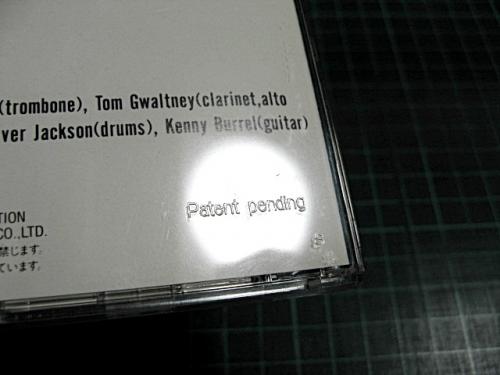 (trombone), Tom Gwaltney(clarinet,alto
ver Jackson(drums), Kenny Burrel(guitar)
Patent pending
TION
CO.,LTD.
禁じます。
ています。